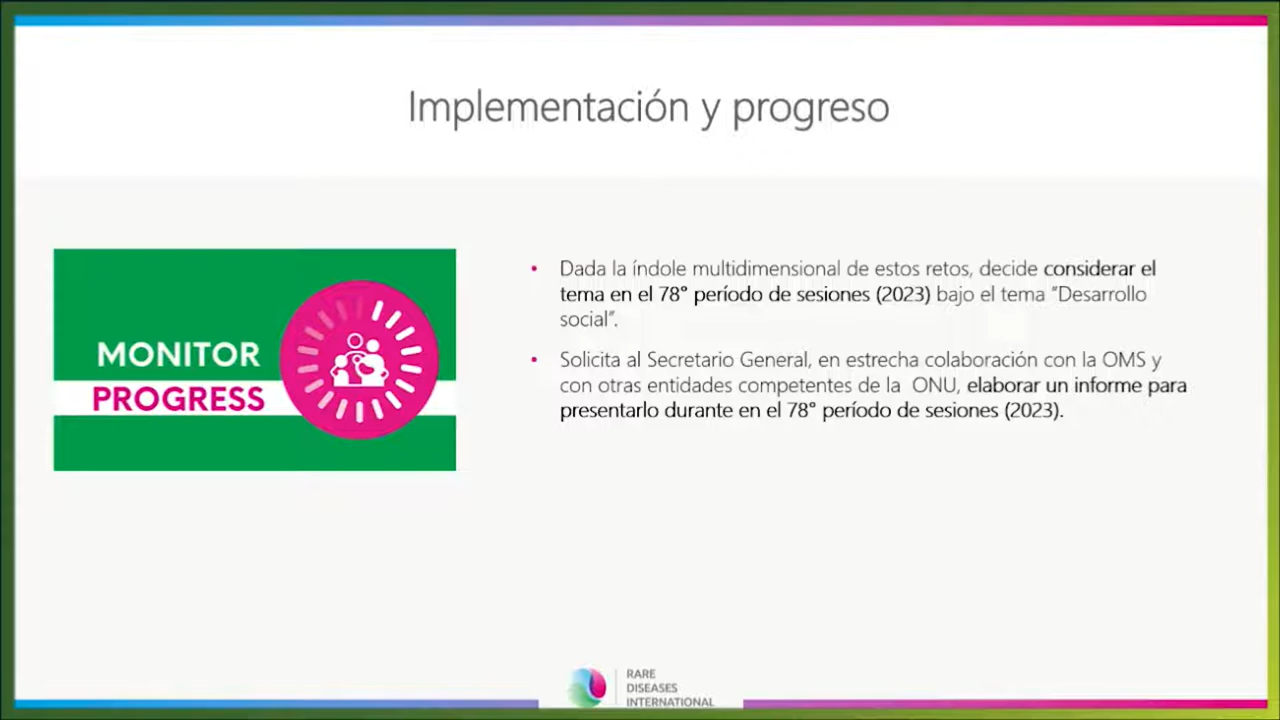 Implementación y progreso
MONITOR
PROGRESS
• Dada la índole multidimensional de estos retos, decide considerar el
tema en el 78° período de sesiones (2023) bajo el tema “Desarrollo
social”.
• Solicita al Secretario General, en estrecha colaboración con la OMS y
con otras entidades competentes de la ONU, elaborar un informe para
presentarlo durante en el 78° período de sesiones (2023).
RARE
DISEASES
INTERNATIONAL